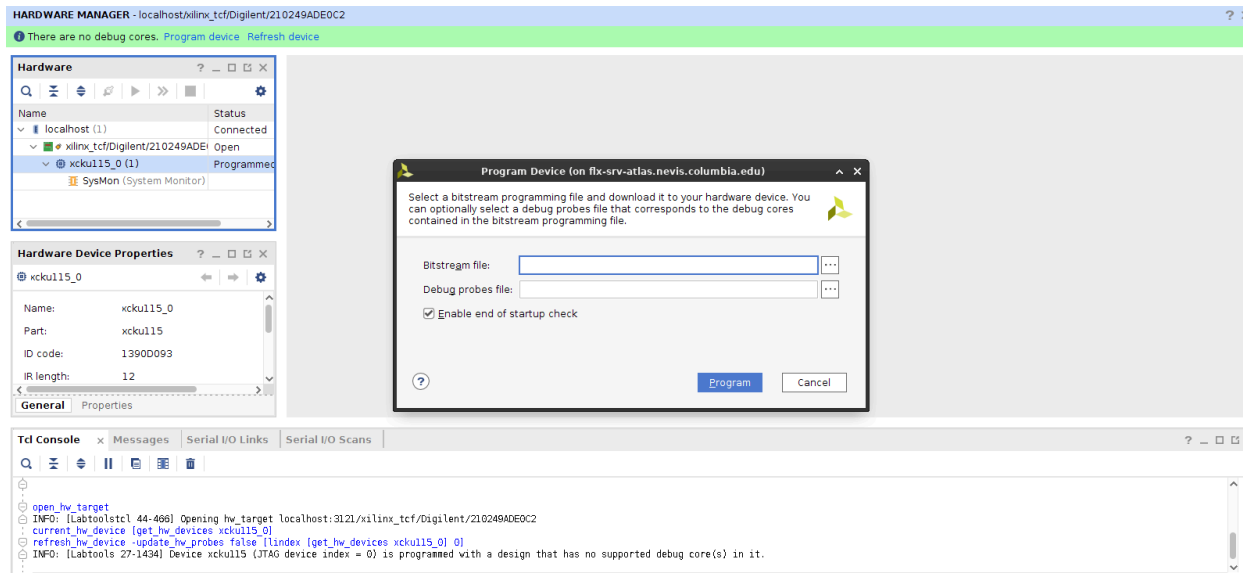 HARDWARE MANAGER - localhost/xilinx_tcf/Digilent/210249ADE0C2
There are no debug cores. Program device Refresh device
Hardware
Name Status
localhost (1) Connected
xilinx_tcf/Digilent/210249ADE Open
xcku115_0 (1) Programmed
SysMon (System Monitor)
Hardware Device Properties
xcku115_0
Name: xcku115_0
Part: xcku115
ID code: 1390D093
IR length: 12
General Properties
Program Device (on flx-srv-atlas.nevis.columbia.edu)
Select a bitstream programming file and download it to your hardware device. You
can optionally select a debug probes file that corresponds to the debug cores
contained in the bitstream programming file.
Bitstream file:
Debug probes file:
Enable end of startup check
Program Cancel
Tcl Console Messages Serial I/O Links Serial I/O Scans
open_hw_target
INFO: [Labtoolstcl 44-466] Opening hw_target localhost:3121/xilinx_tcf/Digilent/210249ADE0C2
current_hw_device [get_hw_devices xcku115_0]
refresh_hw_device -update_hw_probes false [lindex [get_hw_devices xcku115_0] 0]
INFO: [Labtools 27-1434] Device xcku115 (JTAG device index = 0) is programmed with a design that has no supported debug core(s) in it.